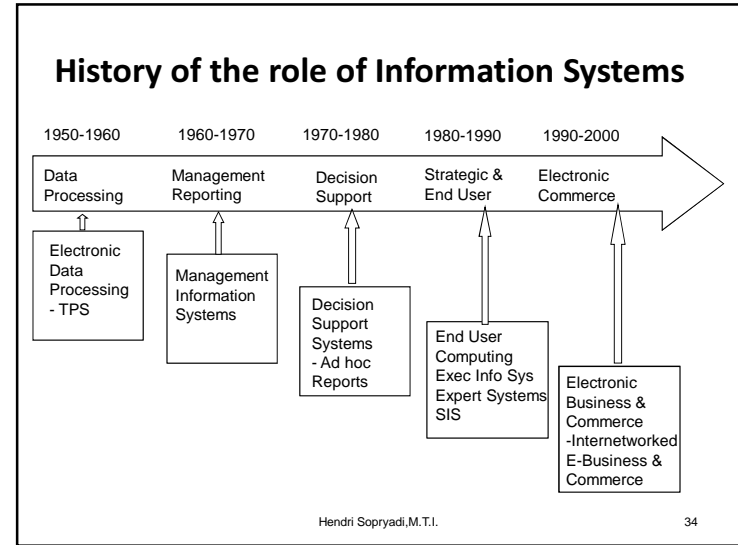 History of the role of Information Systems
1950-1960 1960-1970 1970-1980 1980-1990 1990-2000
Data
Processing
Management
Reporting
Decision
Support
Strategic &
End User
Electronic
Commerce
Electronic
Data
Processing
- TPS
Management
Information
Systems
Decision
Support
Systems
- Ad hoc
Reports
End User
Computing
Exec Info Sys
Expert Systems
SIS
Electronic
Business &
Commerce
-Internetworked
E-Business &
Commerce
Hendri Sopryadi,M.T.I. 34